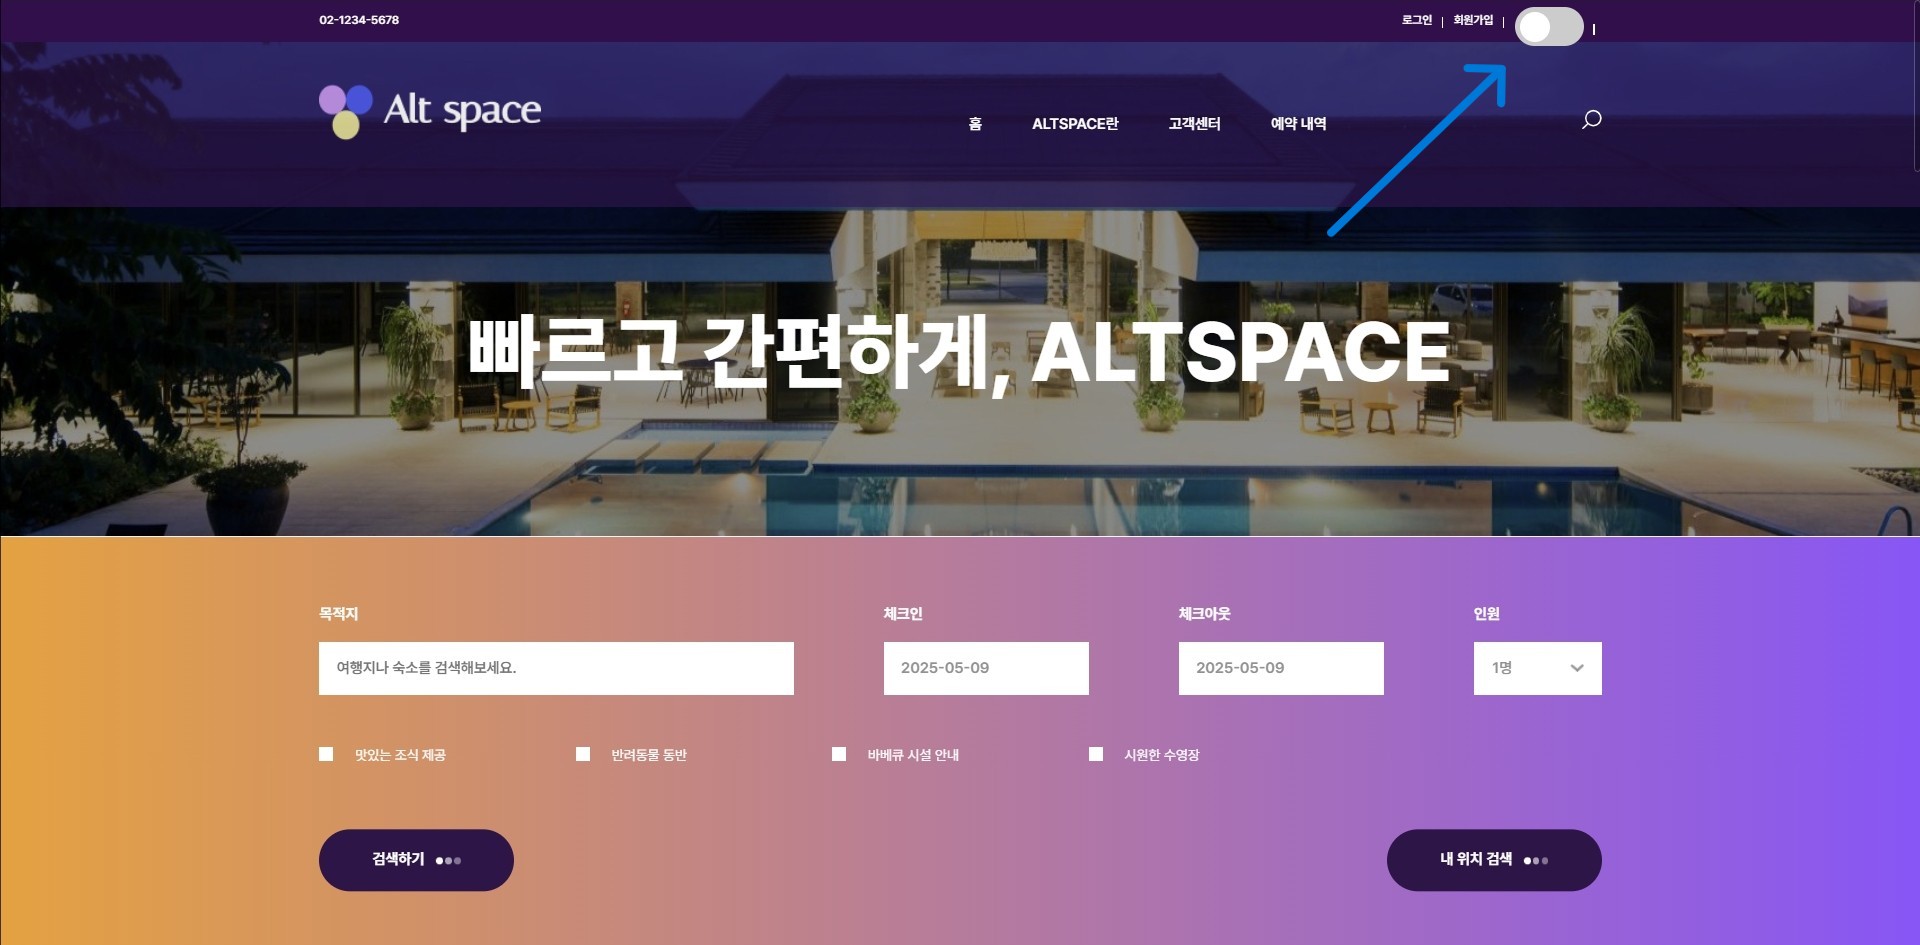 02-1234-5678
로그인 | 회원가입 |
Alt space
홈 ALTSPACE란 고객센터 예약 내역
빠르고 간편하게, ALTSPACE
목적지 체크인 체크아웃 인원
여행지나 숙소를 검색해보세요. 2025-05-09 2025-05-09 1명
맛있는 조식 제공 반려동물 동반 바베큐 시설 안내 시원한 수영장
검색하기 내 위치 검색